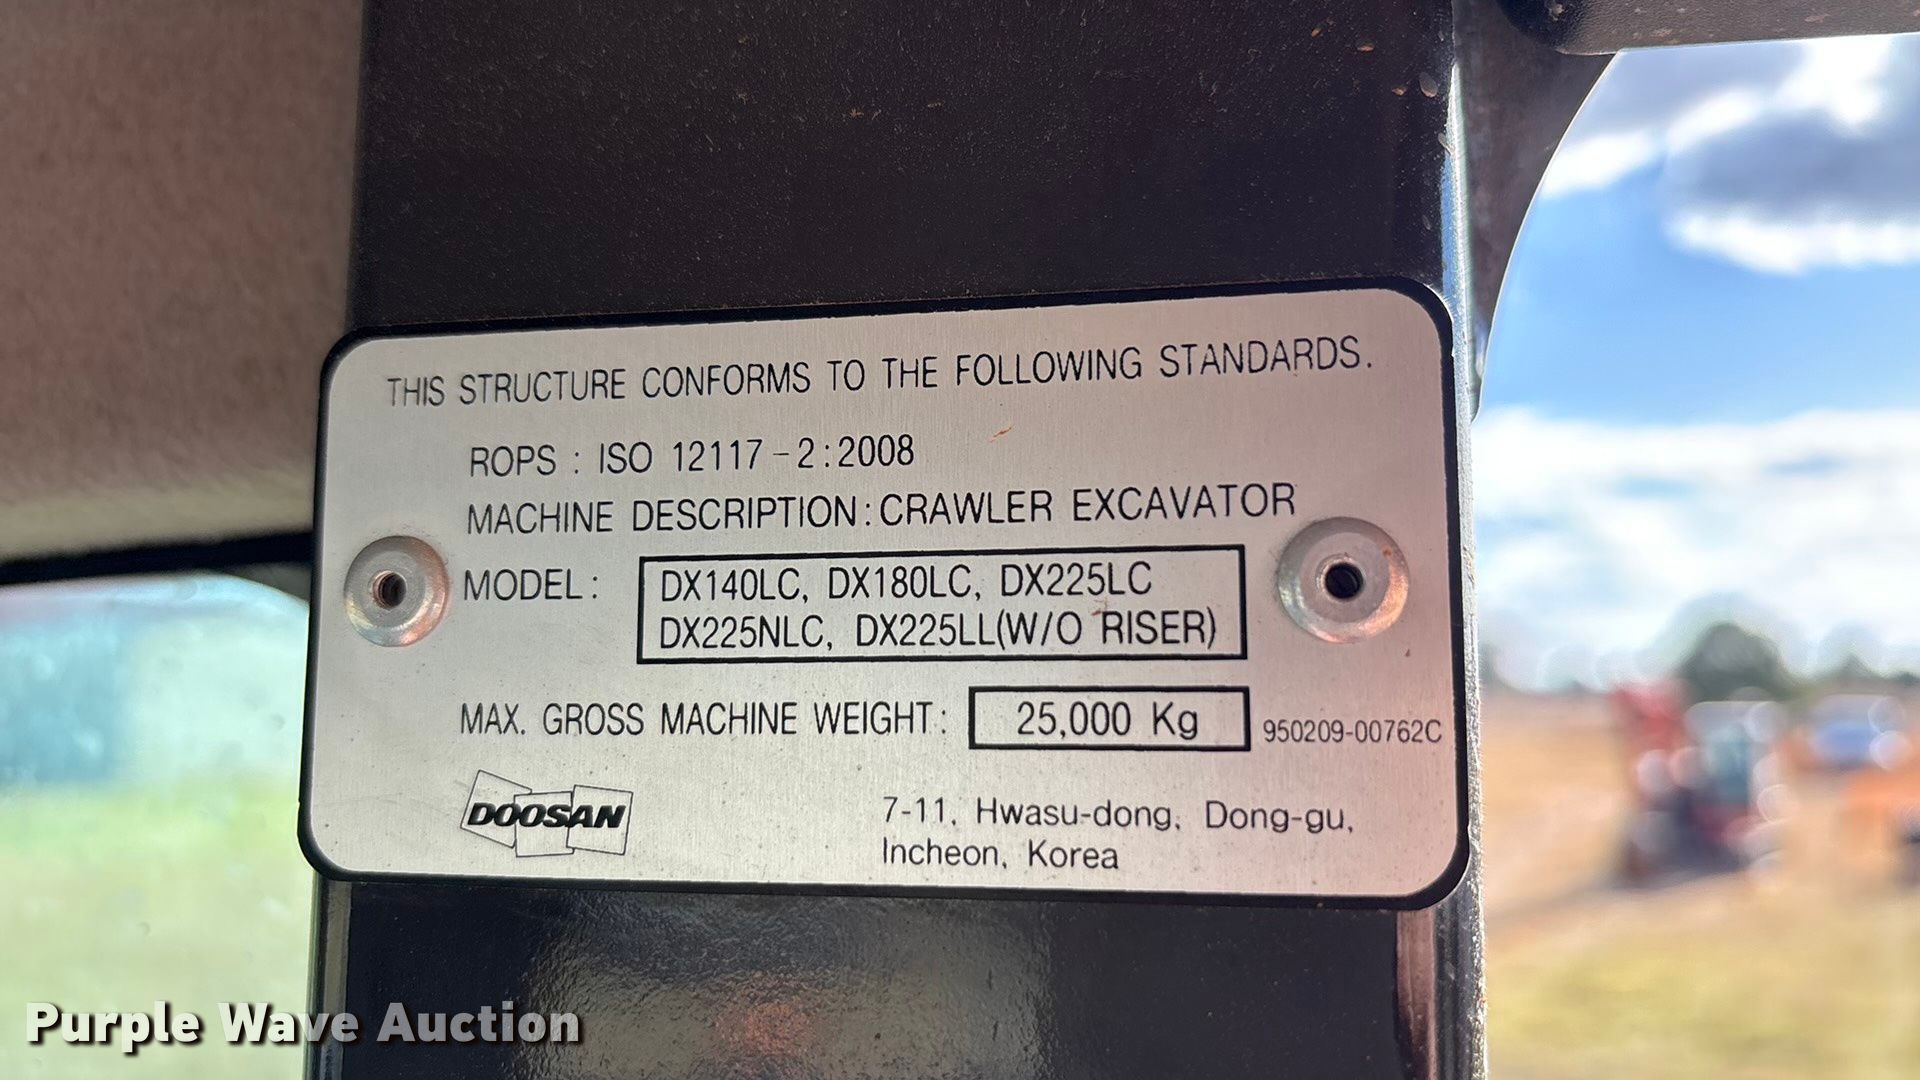 THIS STRUCTURE CONFORMS TO THE FOLLOWING STANDARDS.
ROPS : ISO 12117-2:2008
MACHINE DESCRIPTION: CRAWLER EXCAVATOR
MODEL: DX140LC, DX180LC, DX225LC
DX225NLC, DX225LL(W/O RISER)
MAX. GROSS MACHINE WEIGHT: 25,000 Kg 950209-00762C
DOOSAN 7-11, Hwasu-dong, Dong-gu,
Incheon, Korea
Purple Wave Auction